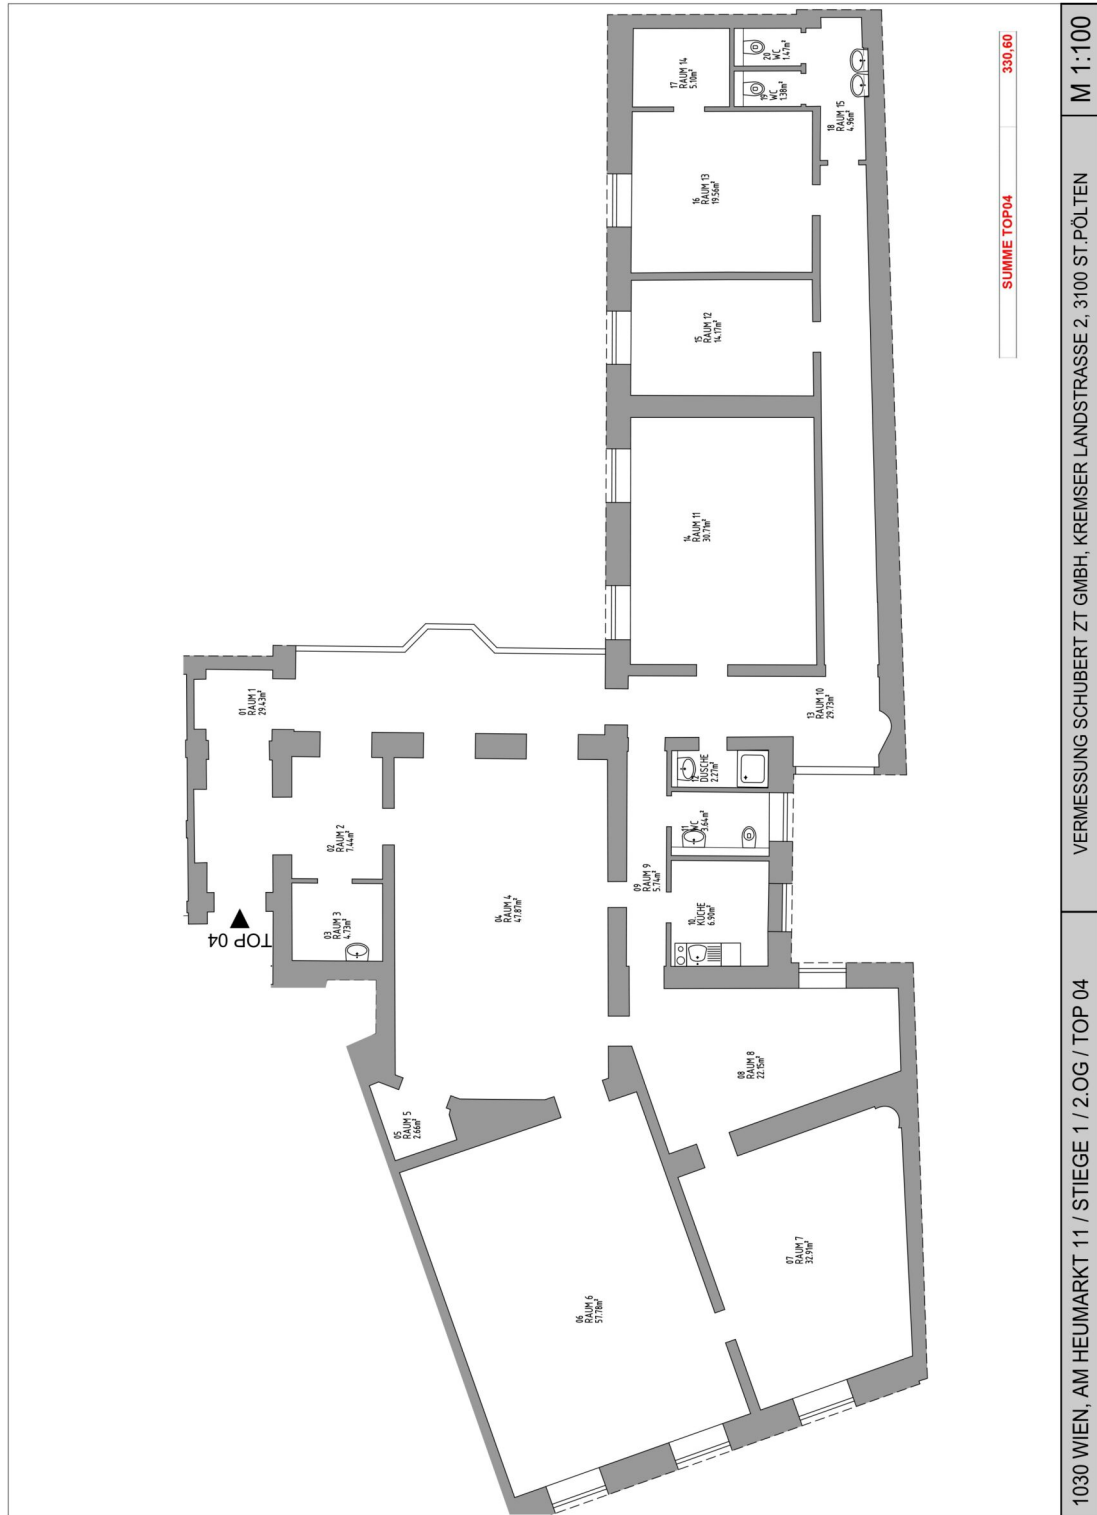 01
RAUM 1
29.43m²
02
RAUM 2
7.44m²
03
RAUM 3
4.73m²
TOP 04
04
RAUM 4
47.87m²
05
RAUM 5
2.66m²
06
RAUM 6
57.78m²
07
RAUM 7
32.91m²
08
RAUM 8
22.15m²
09
RAUM 9
5.74m²
10
KÜCHE
6.90m²
11
WC
3.64m²
12
DUSCHE
2.27m²
13
RAUM 10
29.73m²
14
RAUM 11
30.71m²
15
RAUM 12
14.17m²
16
RAUM 13
19.56m²
17
RAUM 14
5.10m²
18
RAUM 15
4.96m²
19
WC
1.38m²
20
WC
1.47m²
SUMME TOP04 330,60
1030 WIEN, AM HEUMARKT 11 / STIEGE 1 / 2.OG / TOP 04
VERMESSUNG SCHUBERT ZT GMBH, KREMSER LANDSTRASSE 2, 3100 ST.PÖLTEN
M 1:100